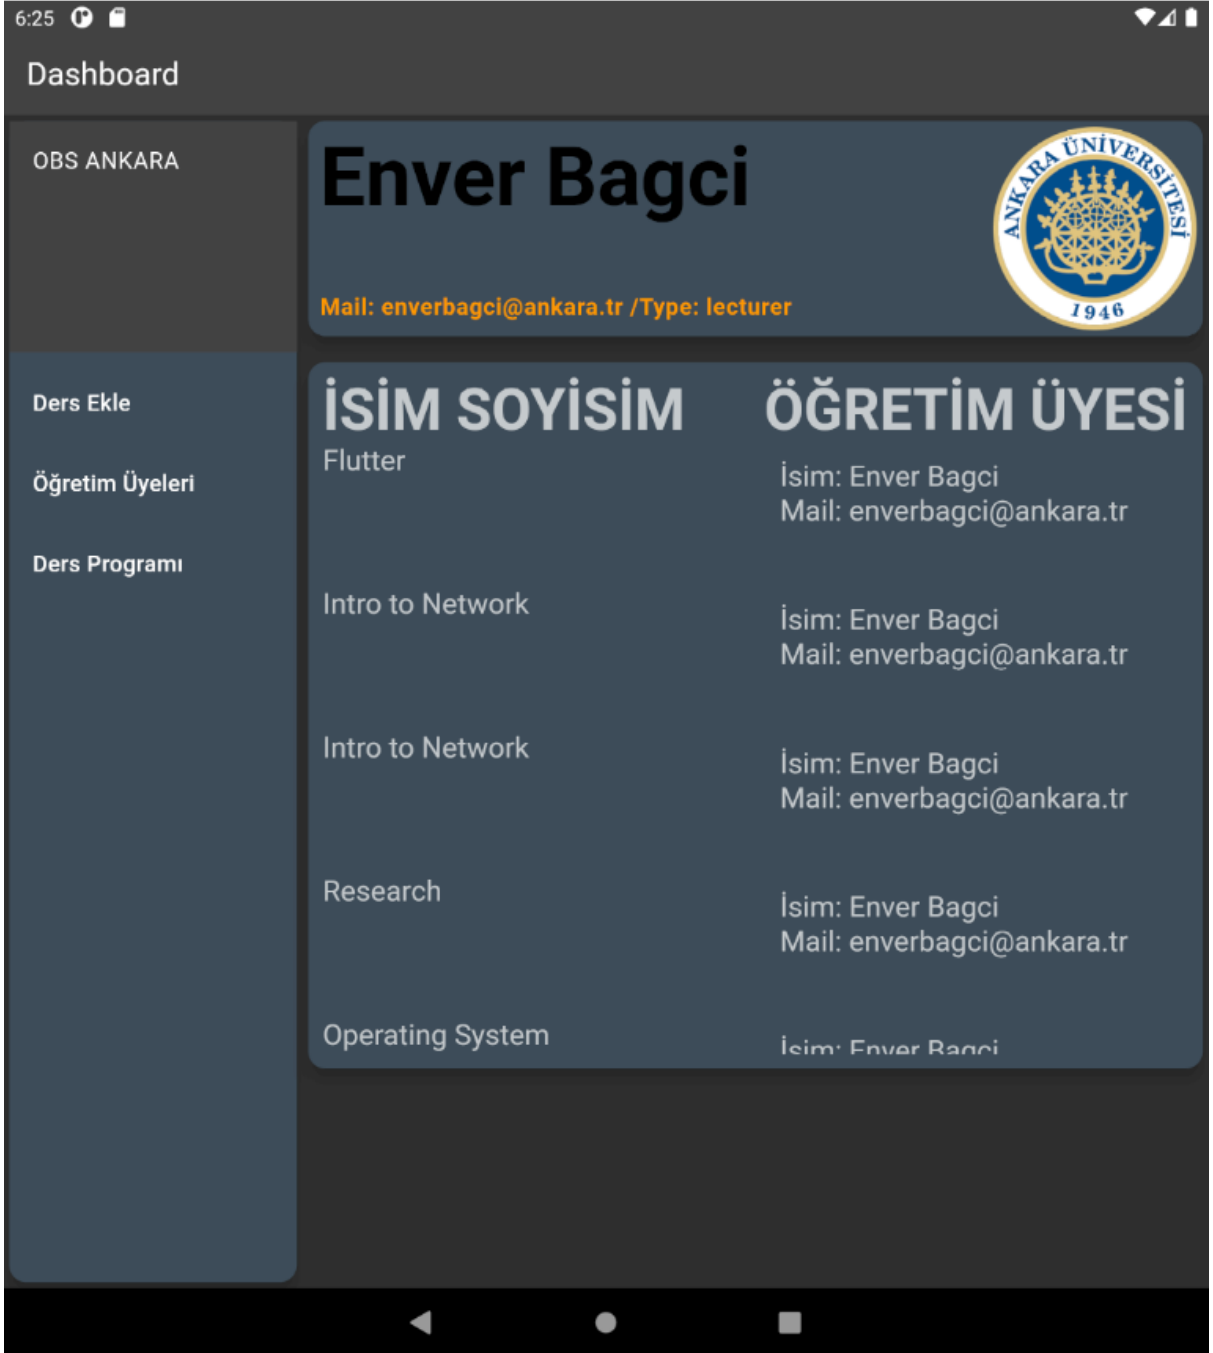 6:25
Dashboard
OBS ANKARA
Ders Ekle
Öğretim Üyeleri
Ders Programı
Enver Bagci
Mail: enverbagci@ankara.tr /Type: lecturer
ANKARA ÜNİVERSİTESİ
1946
İSİM SOYİSİM ÖĞRETİM ÜYESİ
Flutter
İsim: Enver Bagci
Mail: enverbagci@ankara.tr
Intro to Network
İsim: Enver Bagci
Mail: enverbagci@ankara.tr
Intro to Network
İsim: Enver Bagci
Mail: enverbagci@ankara.tr
Research
İsim: Enver Bagci
Mail: enverbagci@ankara.tr
Operating System
İsim: Enver Bagci